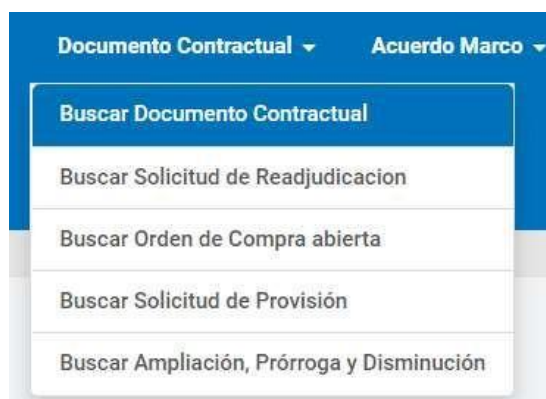 Documento Contractual Acuerdo Marco
Buscar Documento Contractual
Buscar Solicitud de Readjudicacion
Buscar Orden de Compra abierta
Buscar Solicitud de Provisión
Buscar Ampliación, Prórroga y Disminución